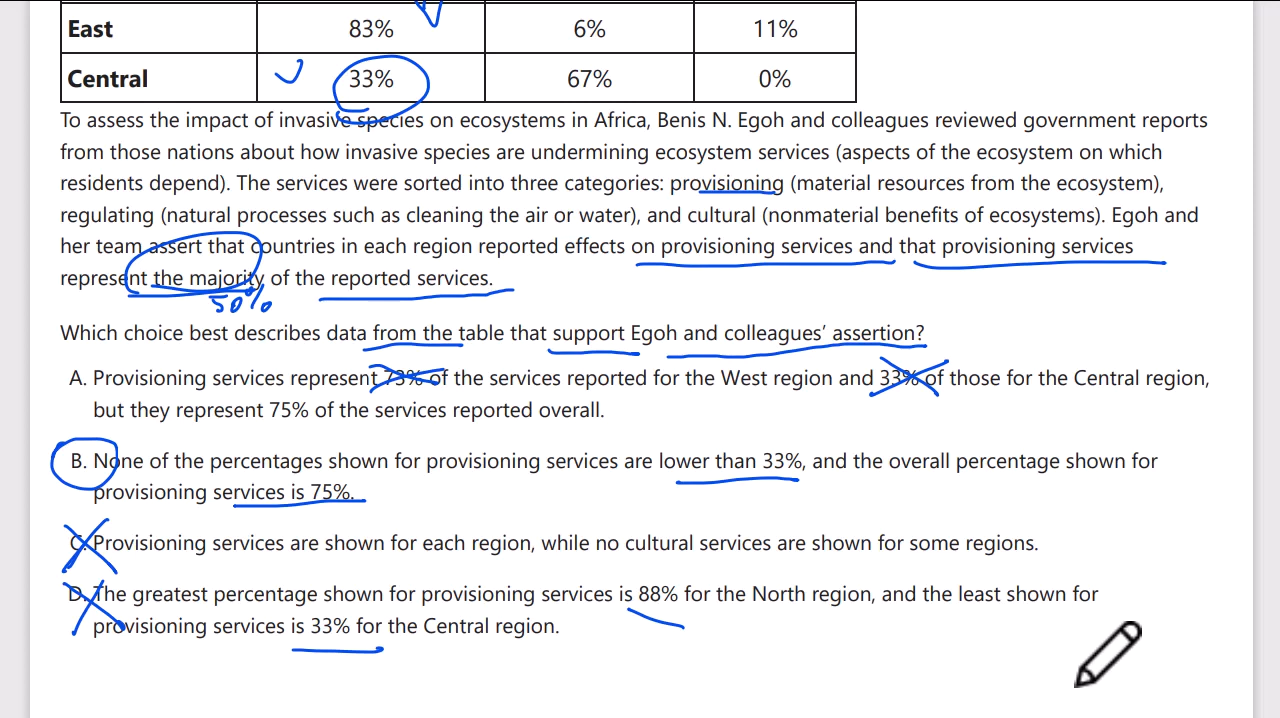 East 83% 6% 11%
Central 33% 67% 0%
To assess the impact of invasive species on ecosystems in Africa, Benis N. Egoh and colleagues reviewed government reports
from those nations about how invasive species are undermining ecosystem services (aspects of the ecosystem on which
residents depend). The services were sorted into three categories: provisioning (material resources from the ecosystem),
regulating (natural processes such as cleaning the air or water), and cultural (nonmaterial benefits of ecosystems). Egoh and
her team assert that countries in each region reported effects on provisioning services and that provisioning services
represent the majority of the reported services.
50%
Which choice best describes data from the table that support Egoh and colleagues’ assertion?
A. Provisioning services represent 73% of the services reported for the West region and 33% of those for the Central region,
but they represent 75% of the services reported overall.
B. None of the percentages shown for provisioning services are lower than 33%, and the overall percentage shown for
provisioning services is 75%.
C. Provisioning services are shown for each region, while no cultural services are shown for some regions.
D. The greatest percentage shown for provisioning services is 88% for the North region, and the least shown for
provisioning services is 33% for the Central region.